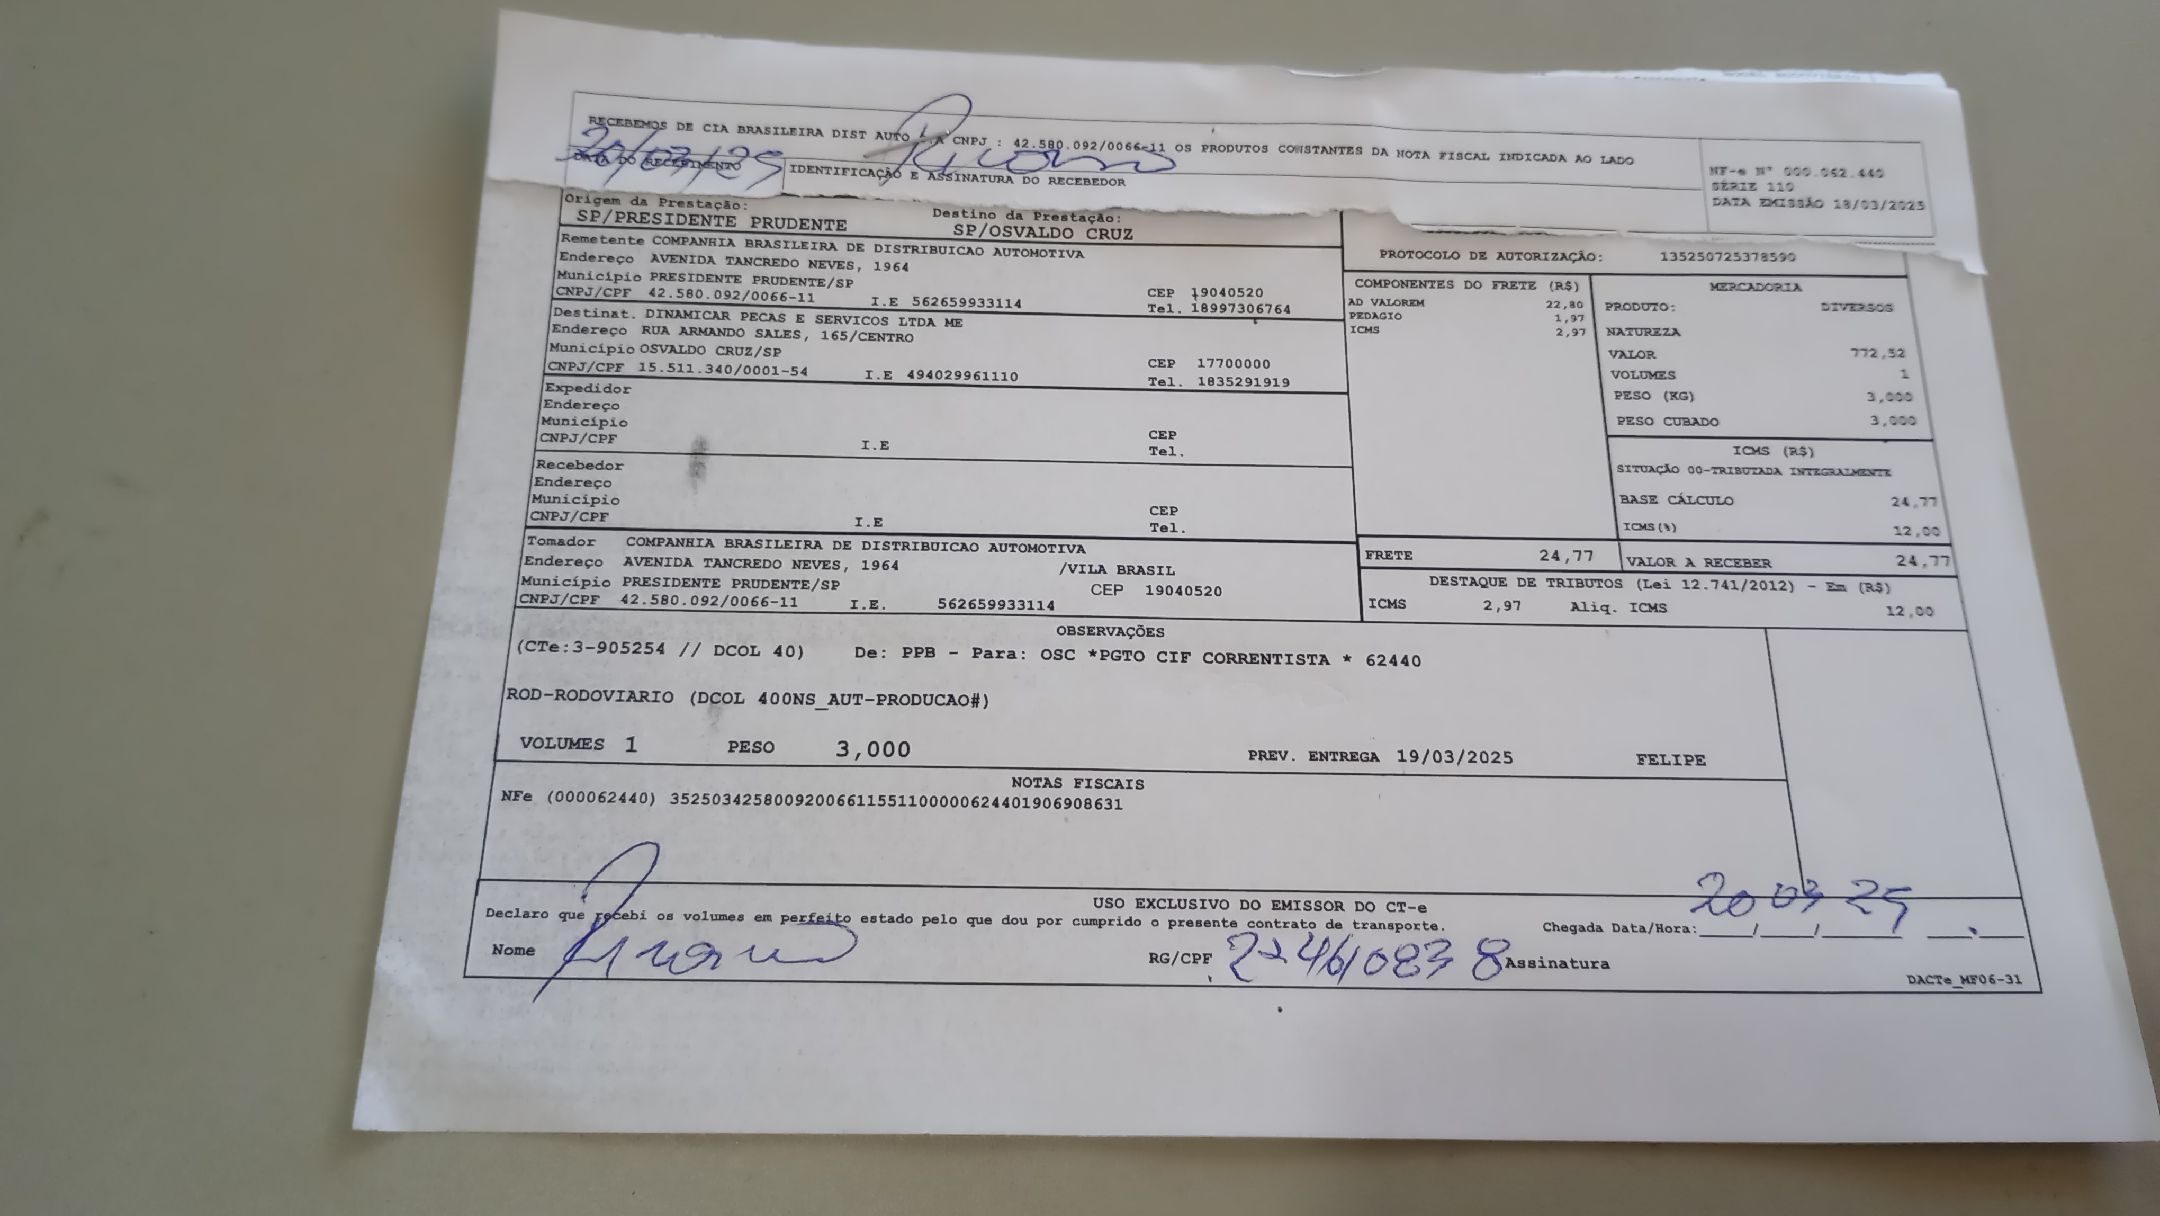 RECEBEMOS DE CIA BRASILEIRA DIST AUTO CNPJ : 42.580.092/0066-11 OS PRODUTOS CONSTANTES DA NOTA FISCAL INDICADA AO LADO
20/03/25
DATA DO RECEBIMENTO
IDENTIFICAÇÃO E ASSINATURA DO RECEBEDOR
NF-e Nº 000.062.440
SÉRIE 110
DATA EMISSÃO 18/03/2025
Origem da Prestação: Destino da Prestação:
SP/PRESIDENTE PRUDENTE SP/OSVALDO CRUZ
Remetente COMPANHIA BRASILEIRA DE DISTRIBUICAO AUTOMOTIVA
Endereço AVENIDA TANCREDO NEVES, 1964
Município PRESIDENTE PRUDENTE/SP CEP 19040520
CNPJ/CPF 42.580.092/0066-11 I.E 562659933114 Tel. 18997306764
Destinat. DINAMICAR PECAS E SERVICOS LTDA ME
Endereço RUA ARMANDO SALES, 165/CENTRO
Município OSVALDO CRUZ/SP CEP 17700000
CNPJ/CPF 15.511.340/0001-54 I.E 494029961110 Tel. 1835291919
Expedidor
Endereço
Município CEP
CNPJ/CPF I.E Tel.
Recebedor
Endereço
Município CEP
CNPJ/CPF I.E Tel.
Tomador COMPANHIA BRASILEIRA DE DISTRIBUICAO AUTOMOTIVA
Endereço AVENIDA TANCREDO NEVES, 1964 /VILA BRASIL
Município PRESIDENTE PRUDENTE/SP CEP 19040520
CNPJ/CPF 42.580.092/0066-11 I.E. 562659933114
PROTOCOLO DE AUTORIZAÇÃO: 135250725378590
COMPONENTES DO FRETE (R$)
AD VALOREM 22,80
PEDAGIO 1,97
ICMS 2,97
MERCADORIA
PRODUTO: DIVERSOS
NATUREZA
VALOR 772,52
VOLUMES 1
PESO (KG) 3,000
PESO CUBADO 3,000
ICMS (R$)
SITUAÇÃO 00-TRIBUTADA INTEGRALMENTE
BASE CÁLCULO 24,77
ICMS(%) 12,00
FRETE 24,77 VALOR A RECEBER 24,77
DESTAQUE DE TRIBUTOS (Lei 12.741/2012) - Em (R$)
ICMS 2,97 Aliq. ICMS 12,00
OBSERVAÇÕES
(CTe:3-905254 // DCOL 40) De: PPB - Para: OSC *PGTO CIF CORRENTISTA * 62440
ROD-RODOVIARIO (DCOL 400NS_AUT-PRODUCAO#)
VOLUMES 1 PESO 3,000 PREV. ENTREGA 19/03/2025 FELIPE
NOTAS FISCAIS
NFe (000062440) 35250342580092006611551100000624401906908631
USO EXCLUSIVO DO EMISSOR DO CT-e
Declaro que recebi os volumes em perfeito estado pelo que dou por cumprido o presente contrato de transporte.
Chegada Data/Hora: 20 03 25
Nome RG/CPF 22461083 8 Assinatura
DACTe_MF06-31